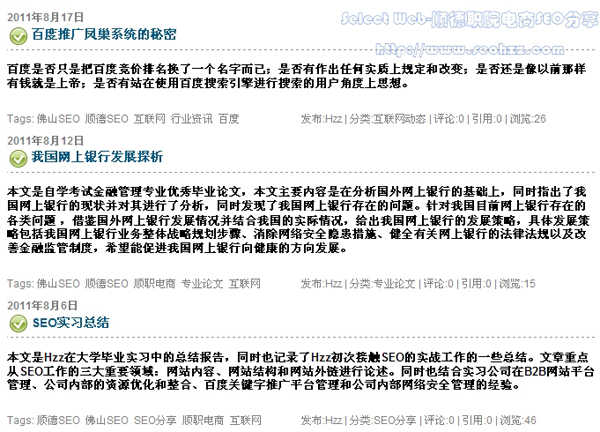 Select Web-顺德职院电商SEO分享
http://www.seohzz.com
2011年8月17日
百度推广凤巢系统的秘密
百度是否只是把百度竞价排名换了一个名字而已；是否有作出任何实质上规定和改变；是否还是像以前那样
有钱就是上帝；是否有站在使用百度搜索引擎进行搜索的用户角度上思想。
Tags: 佛山SEO 顺德SEO 互联网 行业资讯 百度 发布:Hzz | 分类:互联网动态 | 评论:0 | 引用:0 | 浏览:26
2011年8月12日
我国网上银行发展探析
本文是自学考试金融管理专业优秀毕业论文，本文主要内容是在分析国外网上银行的基础上，同时指出了我
国网上银行的现状并对其进行了分析，同时发现了我国网上银行存在的问题。针对我国目前网上银行存在的
各类问题 ，借鉴国外网上银行发展情况并结合我国的实际情况，给出我国网上银行的发展策略，具体发展策
略包括我国网上银行业务整体战略规划步骤、消除网络安全隐患措施、健全有关网上银行的法律法规以及改
善金融监管制度，希望能促进我国网上银行向健康的方向发展。
Tags: 佛山SEO 顺德SEO 顺职电商 专业论文 互联网 发布:Hzz | 分类:专业论文 | 评论:0 | 引用:0 | 浏览:15
2011年8月6日
SEO实习总结
本文是Hzz在大学毕业实习中的总结报告，同时也记录了Hzz初次接触SEO的实战工作的一些总结。文章重点
从SEO工作的三大重要领域：网站内容、网站结构和网站外链进行论述。同时也结合实习公司在B2B网站平台
管理、公司内部的资源优化和整合、百度关键字推广平台管理和公司内部网络安全管理的经验。
Tags: 顺德SEO 佛山SEO SEO分享 顺职电商 互联网 发布:Hzz | 分类:SEO分享 | 评论:0 | 引用:0 | 浏览:46